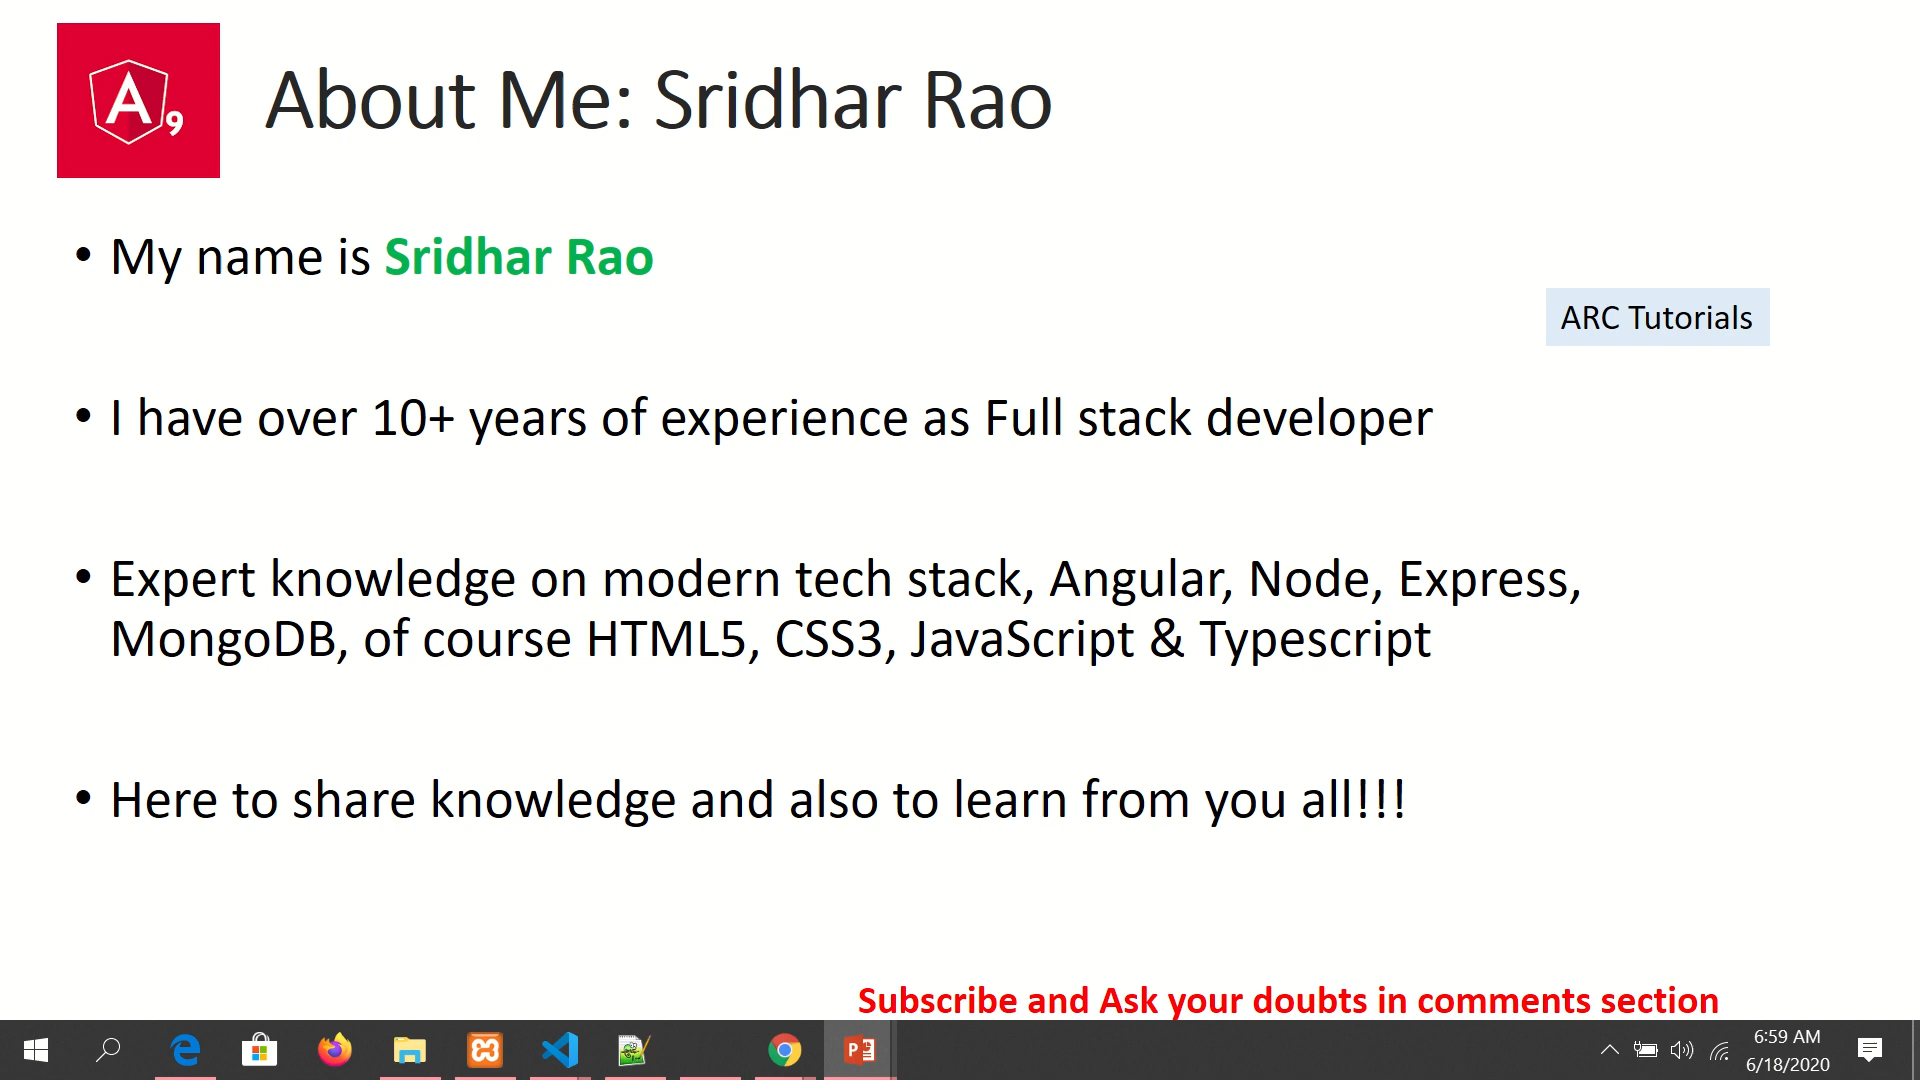 A 9
About Me: Sridhar Rao
• My name is Sridhar Rao
ARC Tutorials
• I have over 10+ years of experience as Full stack developer
• Expert knowledge on modern tech stack, Angular, Node, Express,
MongoDB, of course HTML5, CSS3, JavaScript & Typescript
• Here to share knowledge and also to learn from you all!!!
Subscribe and Ask your doubts in comments section
6:59 AM
6/18/2020